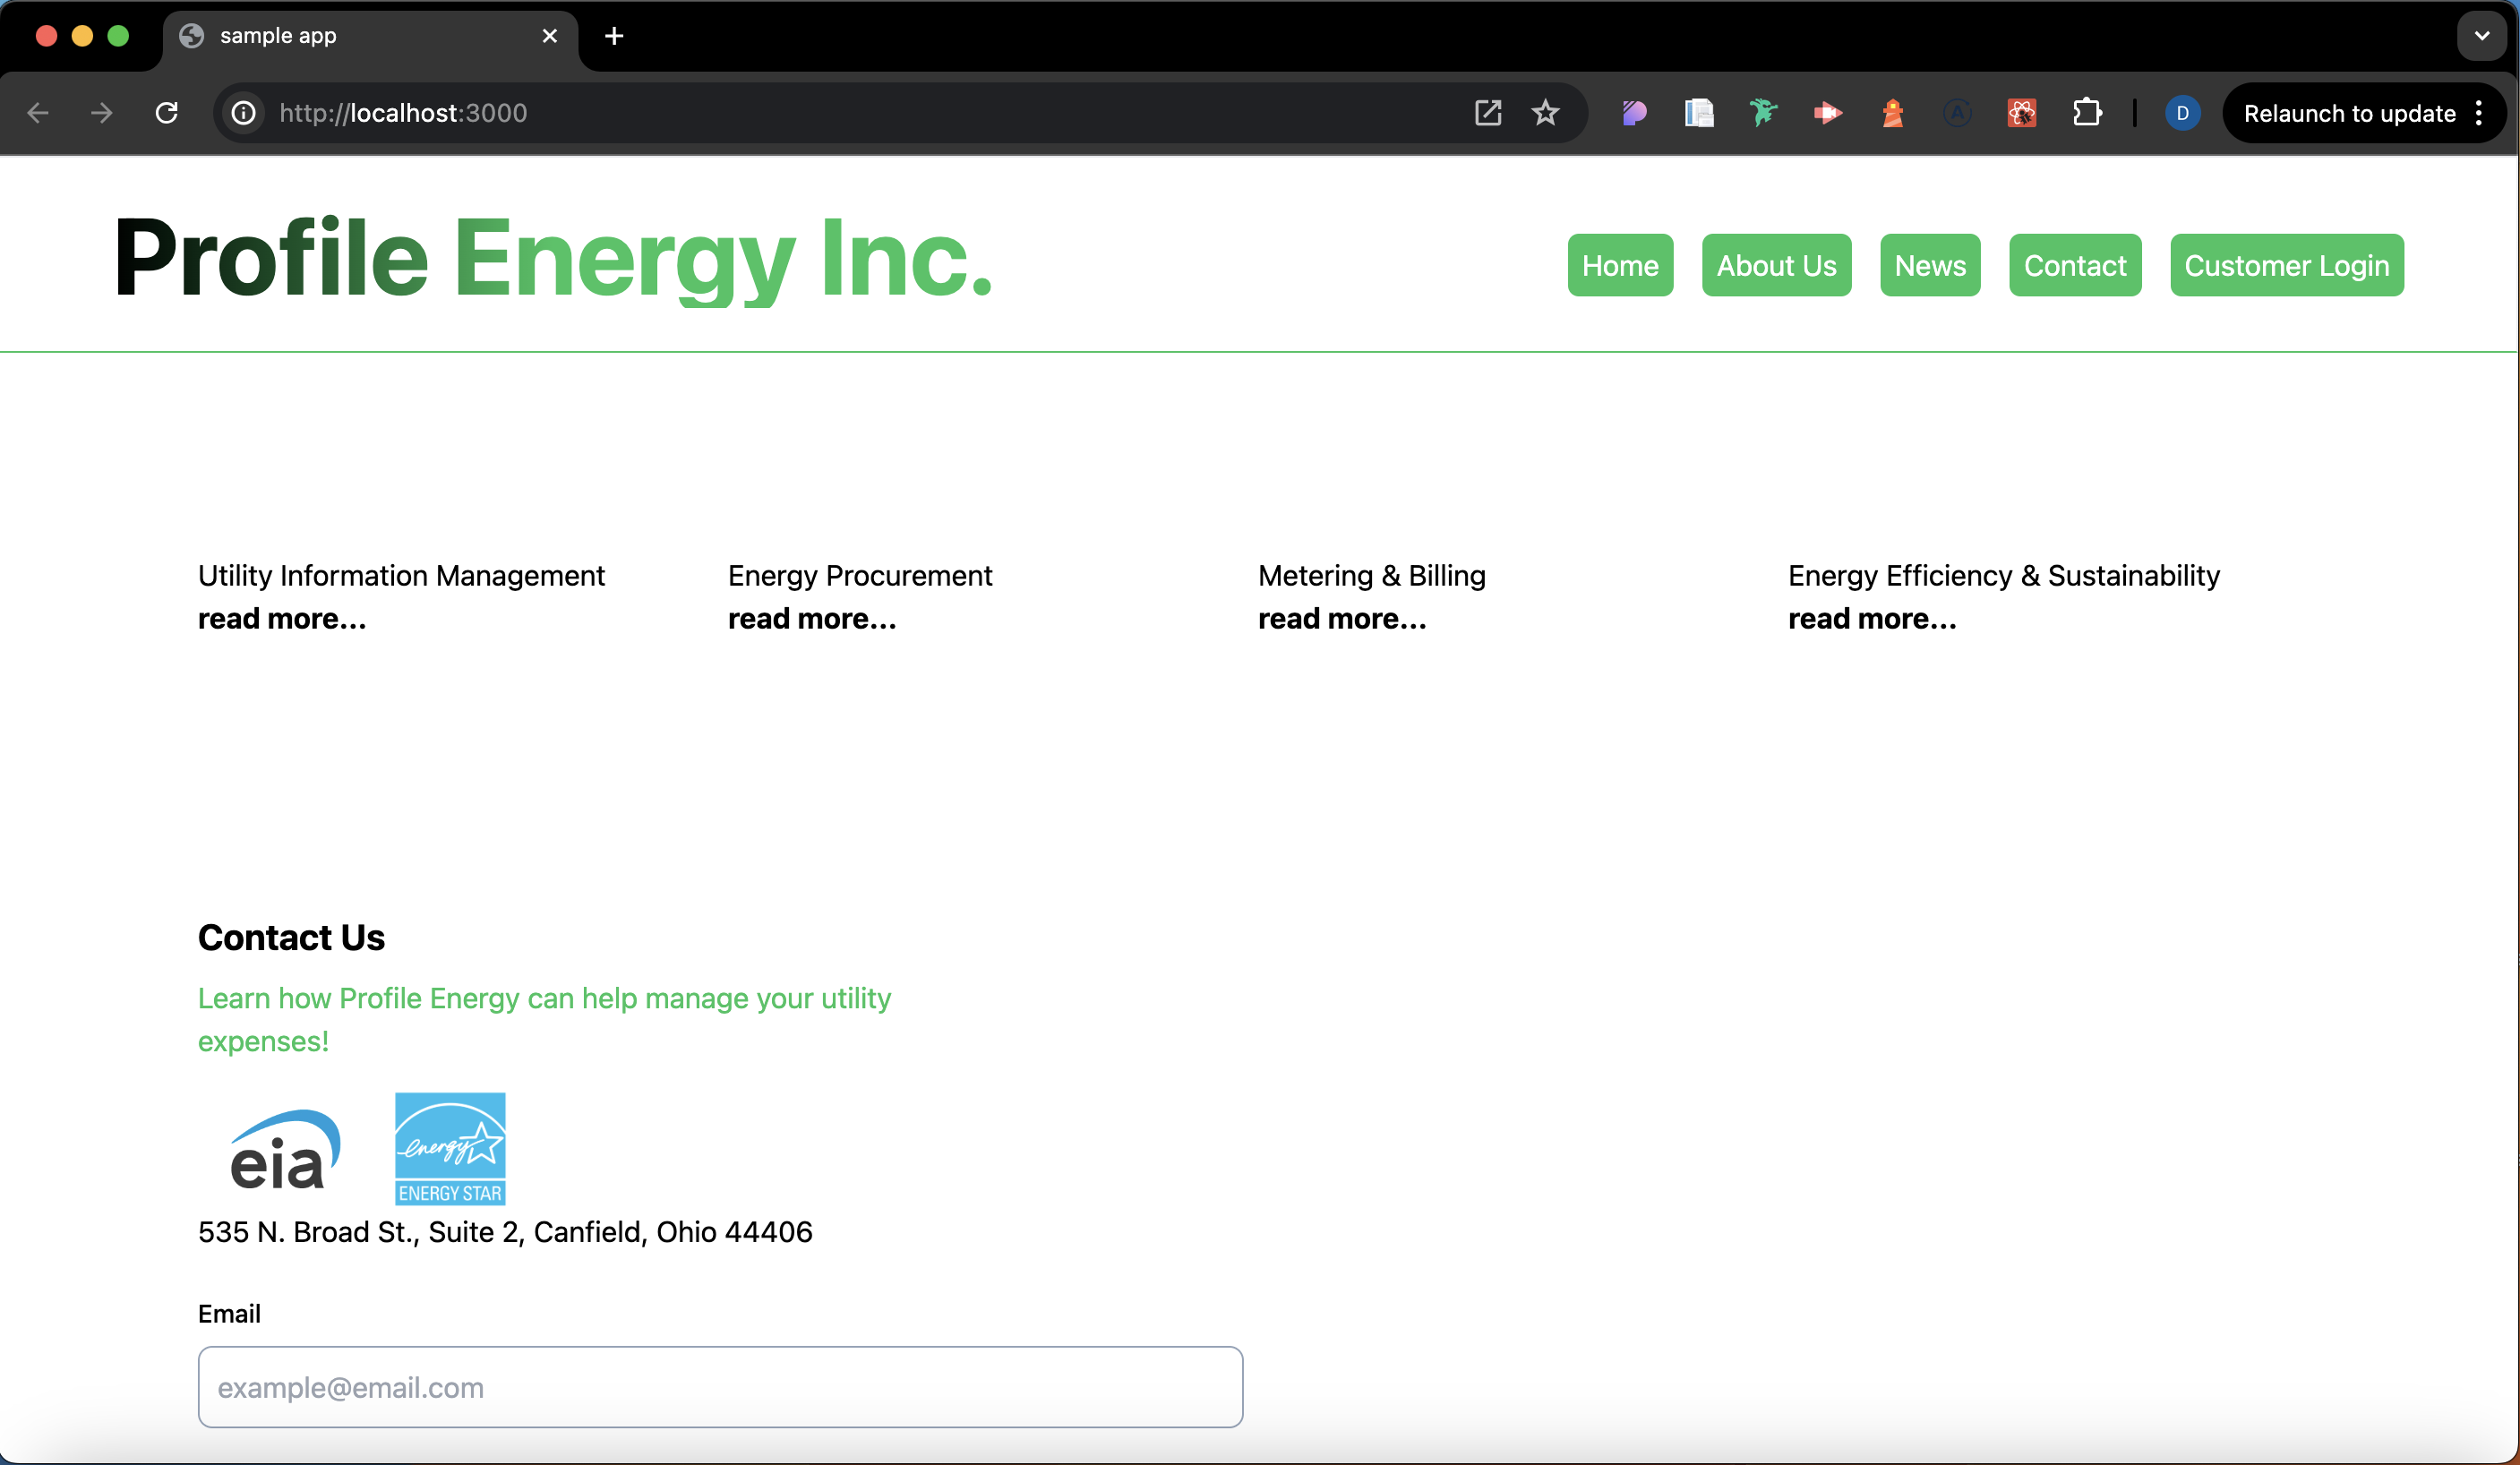 sample app
http://localhost:3000
D
Relaunch to update
Profile Energy Inc.
Home
About Us
News
Contact
Customer Login
Utility Information Management
read more...
Energy Procurement
read more...
Metering & Billing
read more...
Energy Efficiency & Sustainability
read more...
Contact Us
Learn how Profile Energy can help manage your utility
expenses!
eia
energy
ENERGY STAR
535 N. Broad St., Suite 2, Canfield, Ohio 44406
Email
example@email.com